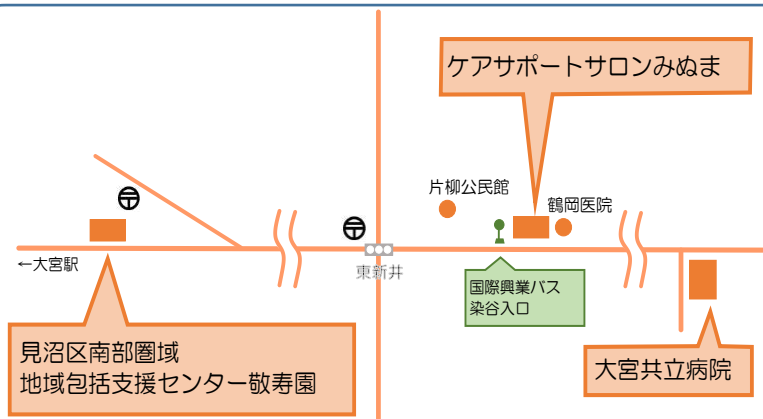 ケアサポートサロンみぬま
片柳公民館
鶴岡医院
←大宮駅
東新井
国際興業バス
染谷入口
見沼区南部圏域
地域包括支援センター敬寿園
大宮共立病院